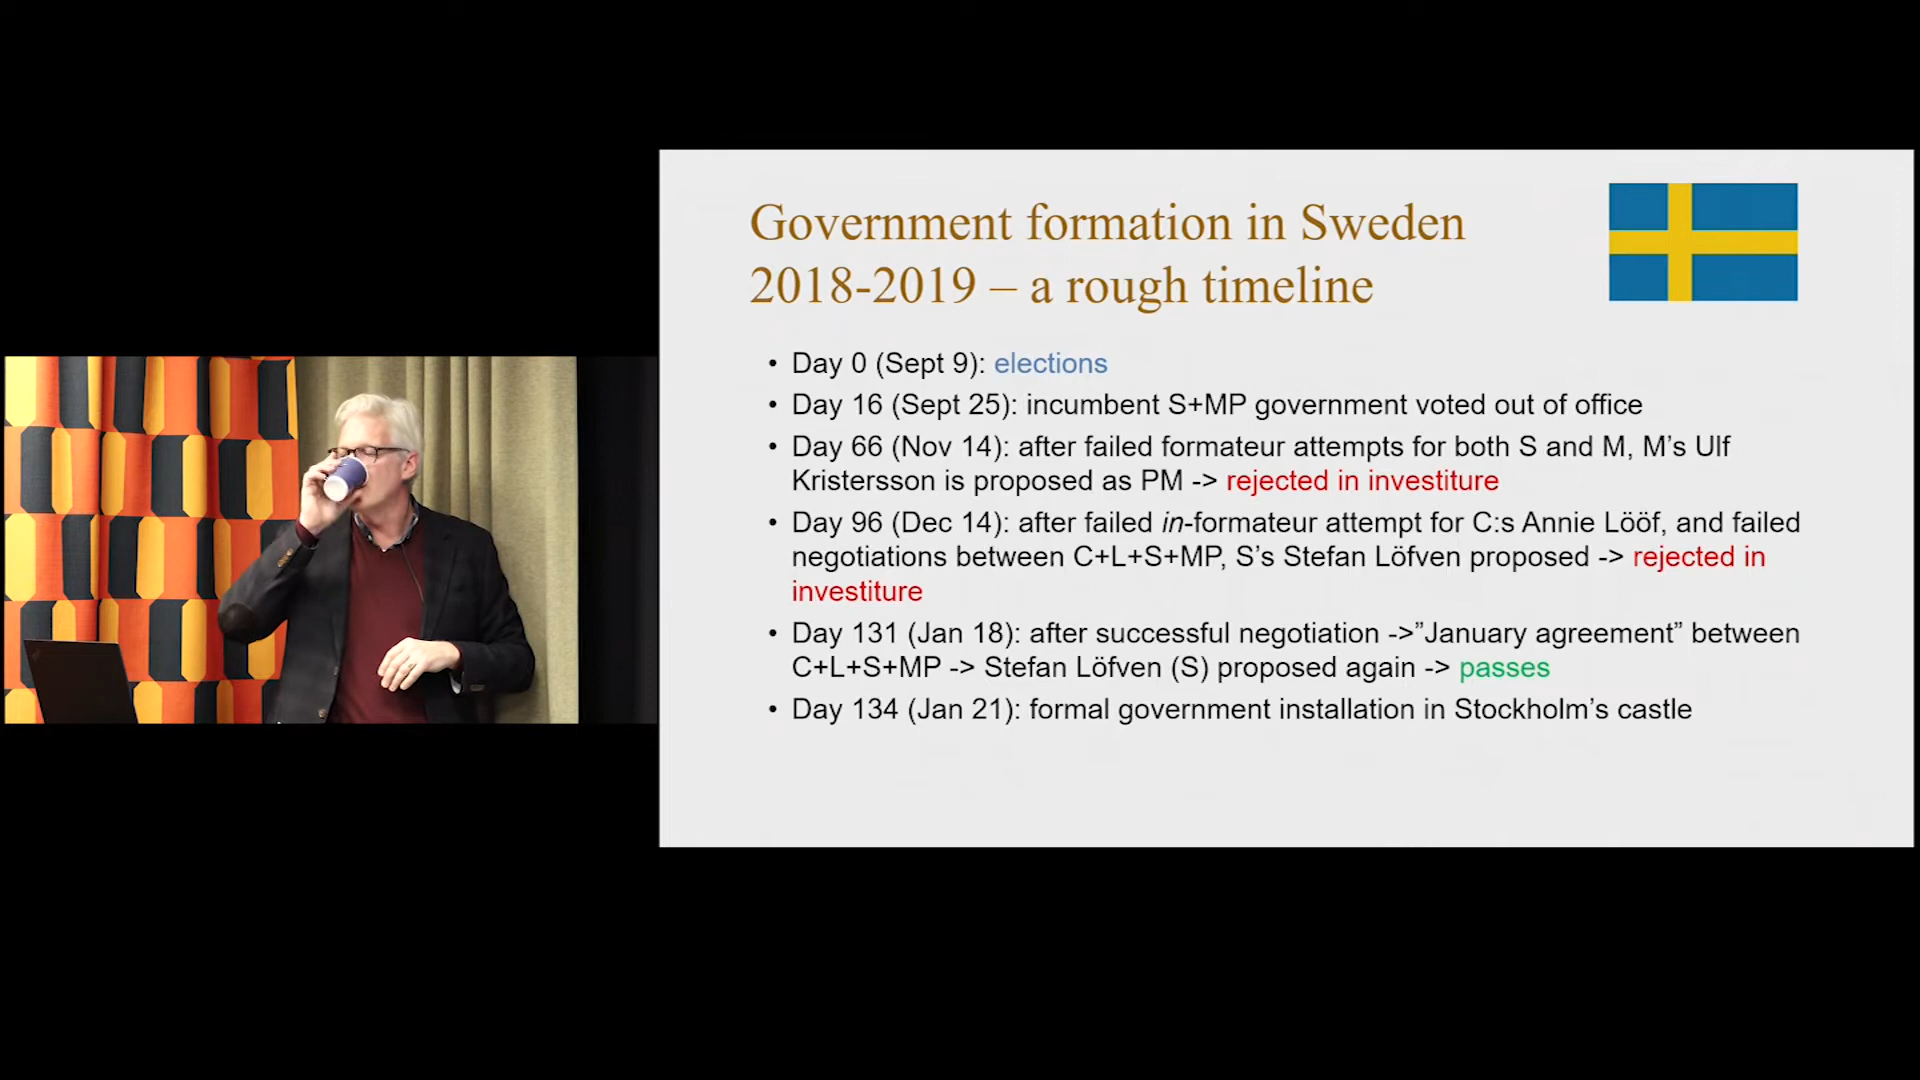 Government formation in Sweden
2018-2019 – a rough timeline
• Day 0 (Sept 9): elections
• Day 16 (Sept 25): incumbent S+MP government voted out of office
• Day 66 (Nov 14): after failed formateur attempts for both S and M, M’s Ulf
Kristersson is proposed as PM -> rejected in investiture
• Day 96 (Dec 14): after failed in-formateur attempt for C:s Annie Lööf, and failed
negotiations between C+L+S+MP, S’s Stefan Löfven proposed -> rejected in
investiture
• Day 131 (Jan 18): after successful negotiation ->”January agreement” between
C+L+S+MP -> Stefan Löfven (S) proposed again -> passes
• Day 134 (Jan 21): formal government installation in Stockholm’s castle